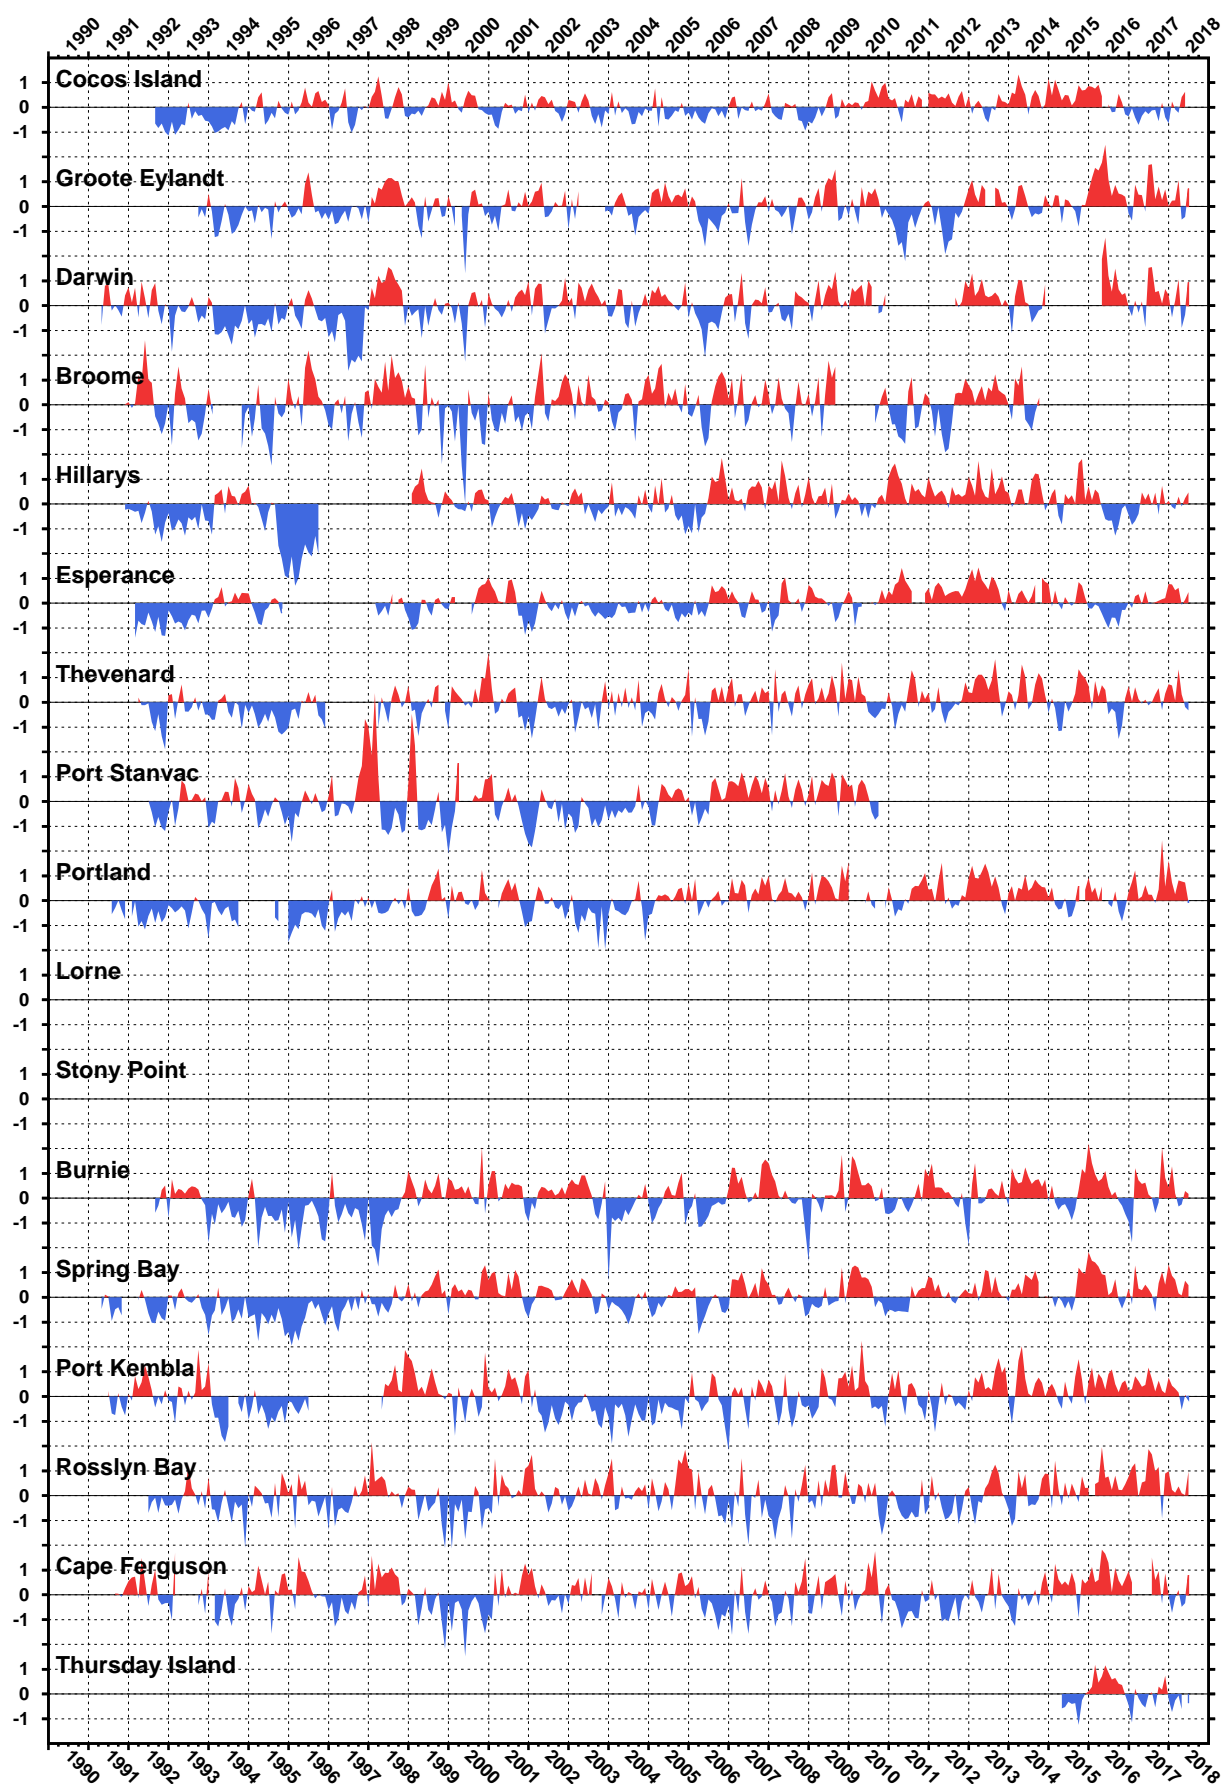 1990 1991 1992 1993 1994 1995 1996 1997 1998 1999 2000 2001 2002 2003 2004 2005 2006 2007 2008 2009 2010 2011 2012 2013 2014 2015 2016 2017 2018
Cocos Island
1
0
-1
Groote Eylandt
1
0
-1
Darwin
1
0
-1
Broome
1
0
-1
Hillarys
1
0
-1
Esperance
1
0
-1
Thevenard
1
0
-1
Port Stanvac
1
0
-1
Portland
1
0
-1
Lorne
1
0
-1
Stony Point
1
0
-1
Burnie
1
0
-1
Spring Bay
1
0
-1
Port Kembla
1
0
-1
Rosslyn Bay
1
0
-1
Cape Ferguson
1
0
-1
Thursday Island
1
0
-1
1990 1991 1992 1993 1994 1995 1996 1997 1998 1999 2000 2001 2002 2003 2004 2005 2006 2007 2008 2009 2010 2011 2012 2013 2014 2015 2016 2017 2018